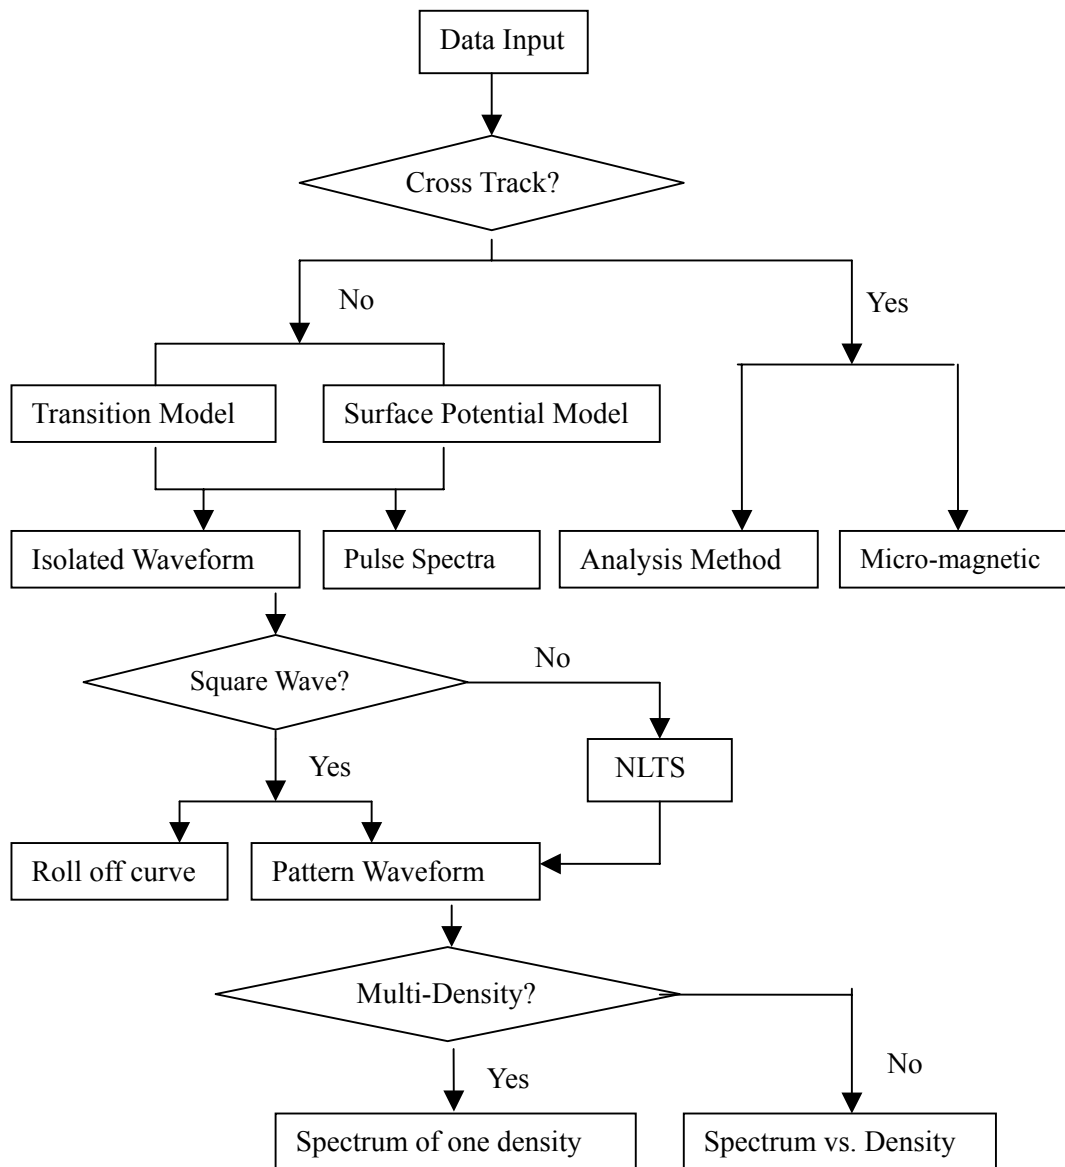 Data Input
Cross Track?
No
Yes
Transition Model
Surface Potential Model
Isolated Waveform
Pulse Spectra
Analysis Method
Micro-magnetic
Square Wave?
No
NLTS
Yes
Roll off curve
Pattern Waveform
Multi-Density?
Yes
No
Spectrum of one density
Spectrum vs. Density